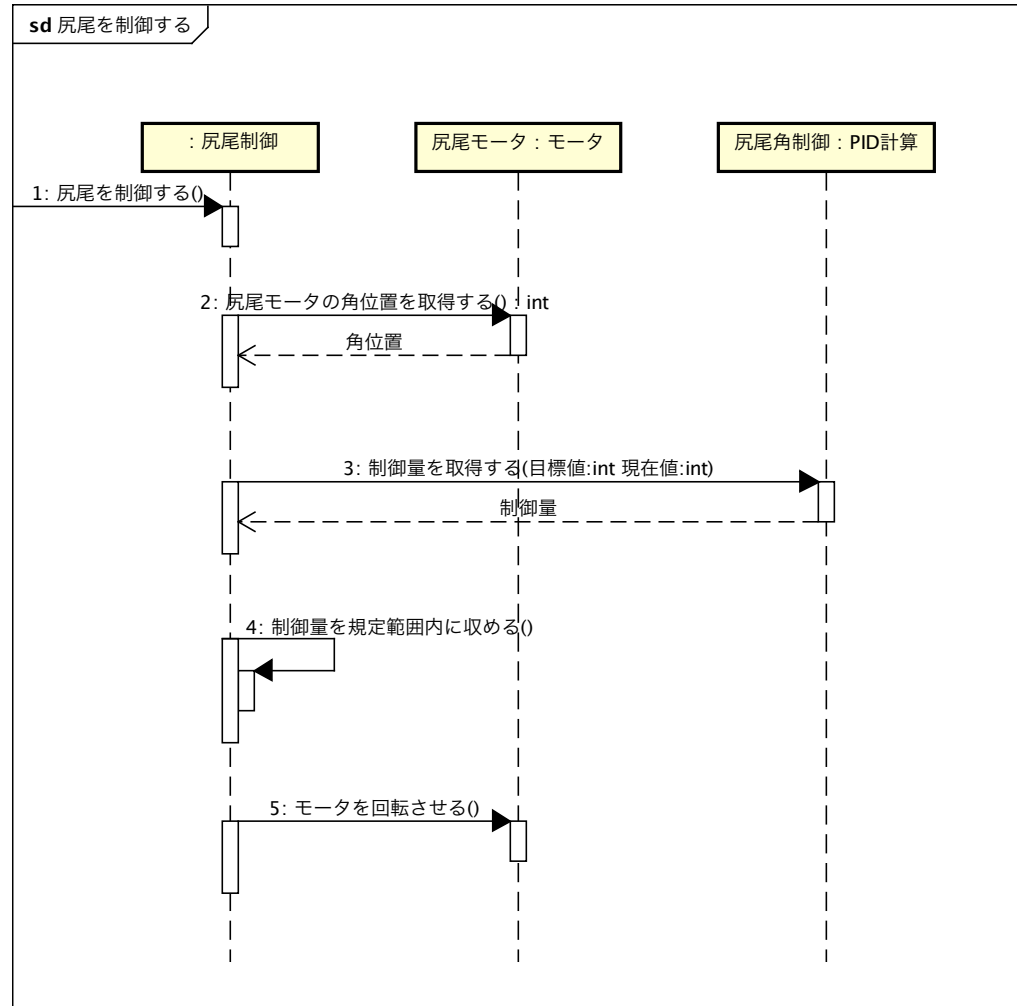 sd 尻尾を制御する
: 尻尾制御
尻尾モータ : モータ
尻尾角制御 : PID計算
1: 尻尾を制御する()
2: 尻尾モータの角位置を取得する() : int
角位置
3: 制御量を取得する(目標値:int 現在値:int)
制御量
4: 制御量を規定範囲内に収める()
5: モータを回転させる()